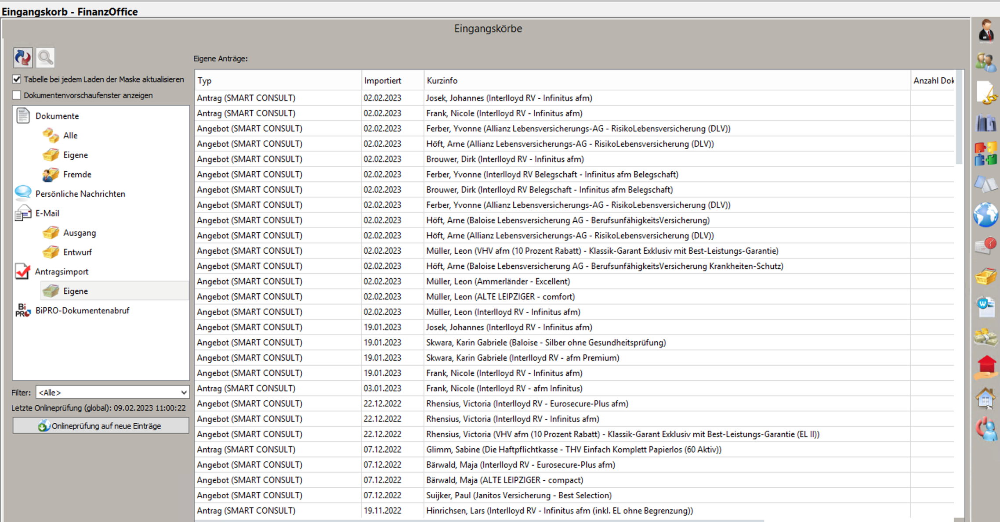 Eingangskorb - FinanzOffice
Eingangskörbe
Eigene Anträge:
Tabelle bei jedem Laden der Maske aktualisieren
Dokumentenvorschaufenster anzeigen
Dokumente
Alle
Eigene
Fremde
Persönliche Nachrichten
E-Mail
Ausgang
Entwurf
Antragsimport
Eigene
BiPRO BiPRO-Dokumentenabruf
Filter: <Alle>
Letzte Onlineprüfung (global): 09.02.2023 11:00:22
Onlineprüfung auf neue Einträge
Typ Importiert Kurzinfo Anzahl Dok
Antrag (SMART CONSULT) 02.02.2023 Josek, Johannes (Interlloyd RV - Infinitus afm)
Antrag (SMART CONSULT) 02.02.2023 Frank, Nicole (Interlloyd RV - Infinitus afm)
Angebot (SMART CONSULT) 02.02.2023 Ferber, Yvonne (Allianz Lebensversicherungs-AG - RisikoLebensversicherung (DLV))
Angebot (SMART CONSULT) 02.02.2023 Höft, Arne (Allianz Lebensversicherungs-AG - RisikoLebensversicherung (DLV))
Angebot (SMART CONSULT) 02.02.2023 Brouwer, Dirk (Interlloyd RV - Infinitus afm)
Angebot (SMART CONSULT) 02.02.2023 Ferber, Yvonne (Interlloyd RV Belegschaft - Infinitus afm Belegschaft)
Angebot (SMART CONSULT) 02.02.2023 Brouwer, Dirk (Interlloyd RV Belegschaft - Infinitus afm Belegschaft)
Angebot (SMART CONSULT) 02.02.2023 Ferber, Yvonne (Allianz Lebensversicherungs-AG - RisikoLebensversicherung (DLV))
Angebot (SMART CONSULT) 02.02.2023 Höft, Arne (Baloise Lebensversicherung AG - BerufsunfähigkeitsVersicherung)
Angebot (SMART CONSULT) 02.02.2023 Höft, Arne (Allianz Lebensversicherungs-AG - RisikoLebensversicherung (DLV))
Angebot (SMART CONSULT) 02.02.2023 Müller, Leon (VHV afm (10 Prozent Rabatt) - Klassik-Garant Exklusiv mit Best-Leistungs-Garantie)
Angebot (SMART CONSULT) 02.02.2023 Höft, Arne (Baloise Lebensversicherung AG - BerufsunfähigkeitsVersicherung Krankheiten-Schutz)
Angebot (SMART CONSULT) 02.02.2023 Müller, Leon (Ammerländer - Excellent)
Angebot (SMART CONSULT) 02.02.2023 Müller, Leon (ALTE LEIPZIGER - comfort)
Angebot (SMART CONSULT) 02.02.2023 Müller, Leon (Interlloyd RV - Infinitus afm)
Angebot (SMART CONSULT) 19.01.2023 Josek, Johannes (Interlloyd RV - Infinitus afm)
Angebot (SMART CONSULT) 19.01.2023 Skwara, Karin Gabriele (Baloise - Silber ohne Gesundheitsprüfung)
Angebot (SMART CONSULT) 19.01.2023 Skwara, Karin Gabriele (Interlloyd RV - afm Premium)
Angebot (SMART CONSULT) 19.01.2023 Frank, Nicole (Interlloyd RV - Infinitus afm)
Antrag (SMART CONSULT) 03.01.2023 Frank, Nicole (Interlloyd RV - afm Infinitus)
Angebot (SMART CONSULT) 22.12.2022 Rhensius, Victoria (Interlloyd RV - Eurosecure-Plus afm)
Angebot (SMART CONSULT) 22.12.2022 Rhensius, Victoria (Interlloyd RV - Infinitus afm)
Angebot (SMART CONSULT) 22.12.2022 Rhensius, Victoria (VHV afm (10 Prozent Rabatt) - Klassik-Garant Exklusiv mit Best-Leistungs-Garantie (EL II))
Antrag (SMART CONSULT) 07.12.2022 Glimm, Sabine (Die Haftpflichtkasse - THV Einfach Komplett Papierlos (60 Aktiv))
Angebot (SMART CONSULT) 07.12.2022 Bärwald, Maja (Interlloyd RV - Eurosecure-Plus afm)
Angebot (SMART CONSULT) 07.12.2022 Bärwald, Maja (ALTE LEIPZIGER - compact)
Angebot (SMART CONSULT) 07.12.2022 Suijker, Paul (Janitos Versicherung - Best Selection)
Antrag (SMART CONSULT) 19.11.2022 Hinrichsen, Lars (Interlloyd RV - Infinitus afm (inkl. EL ohne Begrenzung))
W